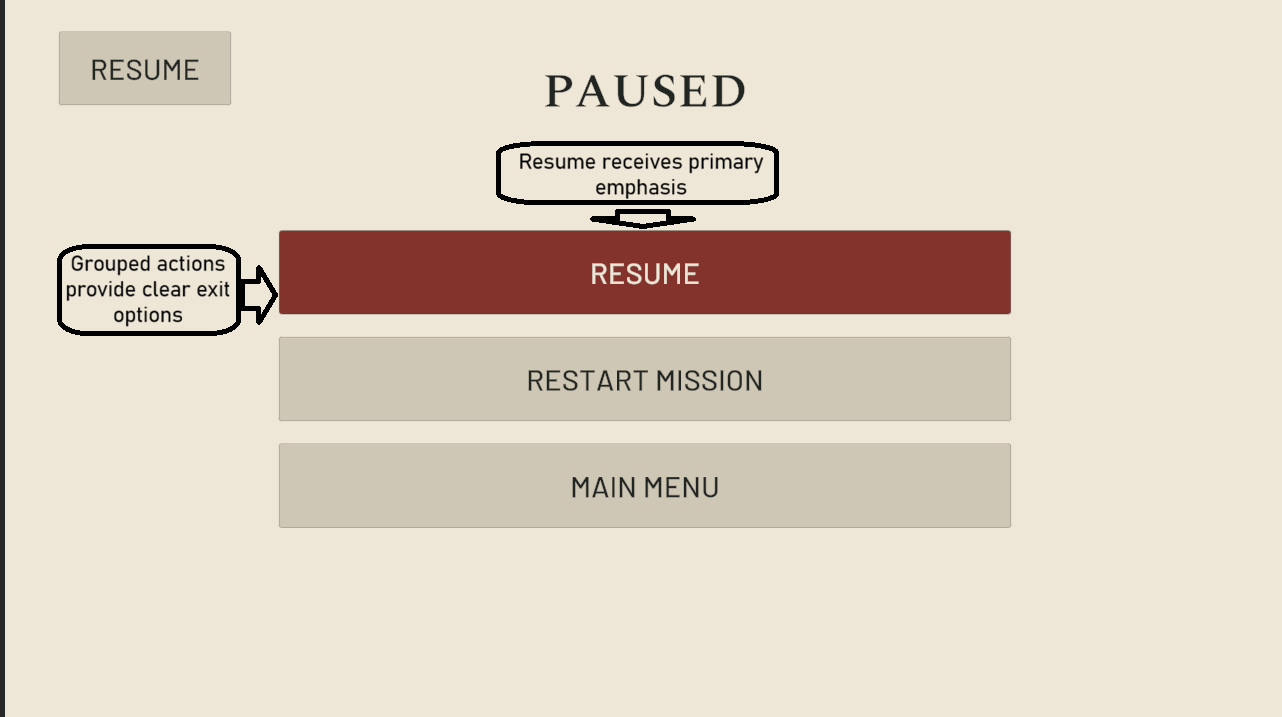 RESUME
PAUSED
Resume receives primary
emphasis
Grouped actions
provide clear exit
options
RESUME
RESTART MISSION
MAIN MENU